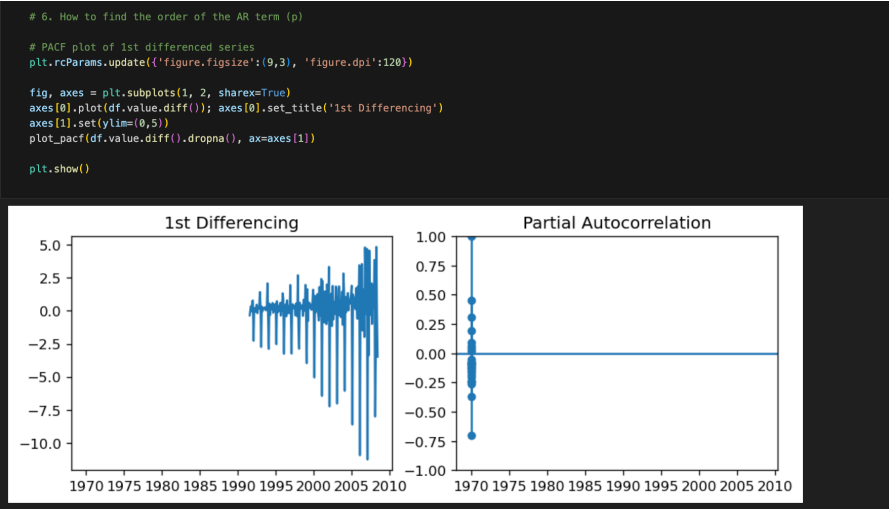 # 6. How to find the order of the AR term (p)
# PACF plot of 1st differenced series
plt.rcParams.update({'figure.figsize':(9,3), 'figure.dpi':120})
fig, axes = plt.subplots(1, 2, sharex=True)
axes[0].plot(df.value.diff()); axes[0].set_title('1st Differencing')
axes[1].set(ylim=(0,5))
plot_pacf(df.value.diff().dropna(), ax=axes[1])
plt.show()
1st Differencing
5.0
2.5
0.0
−2.5
−5.0
−7.5
−10.0
1970 1975 1980 1985 1990 1995 2000 2005 2010
Partial Autocorrelation
1.00
0.75
0.50
0.25
0.00
−0.25
−0.50
−0.75
−1.00
1970 1975 1980 1985 1990 1995 2000 2005 2010